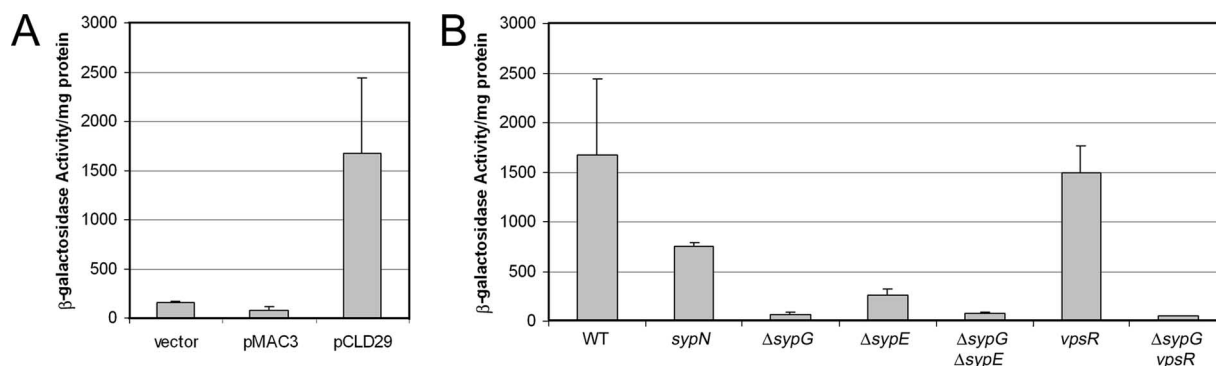 A
β-galactosidase Activity/mg protein
3000
2500
2000
1500
1000
500
0
vector pMAC3 pCLD29
B
β-galactosidase Activity/mg protein
3000
2500
2000
1500
1000
500
0
WT sypN ΔsypG ΔsypE ΔsypG vpsR ΔsypG
ΔsypE vpsR